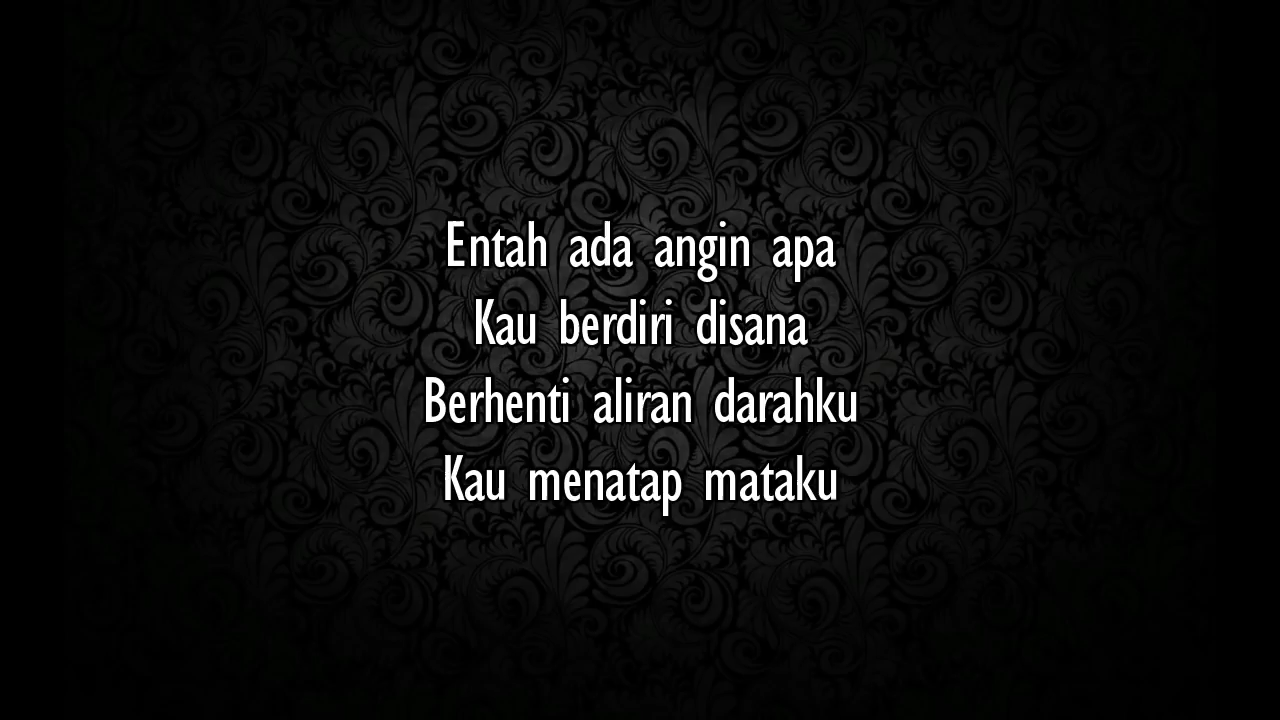 Entah ada angin apa
Kau berdiri disana
Berhenti aliran darahku
Kau menatap mataku